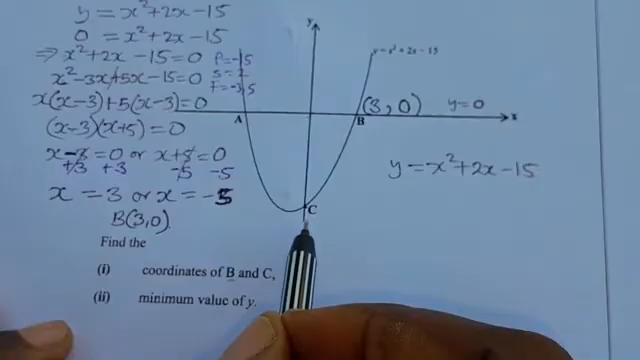 y = x²+2x-15
0 = x²+2x-15
⇒ x²+2x-15=0 P=-15
x²-3x+5x-15=0 S=2
F=-3,5
x(x-3)+5(x-3)=0
(x-3)(x+5)=0
x-3=0 or x+5=0
+3 +3 -5 -5
x = 3 or x = -5
B(3,0)
y
y = x² + 2x - 15
(3,0) y=0
A B x
y = x²+2x-15
C
Find the
(i) coordinates of B and C,
(ii) minimum value of y.